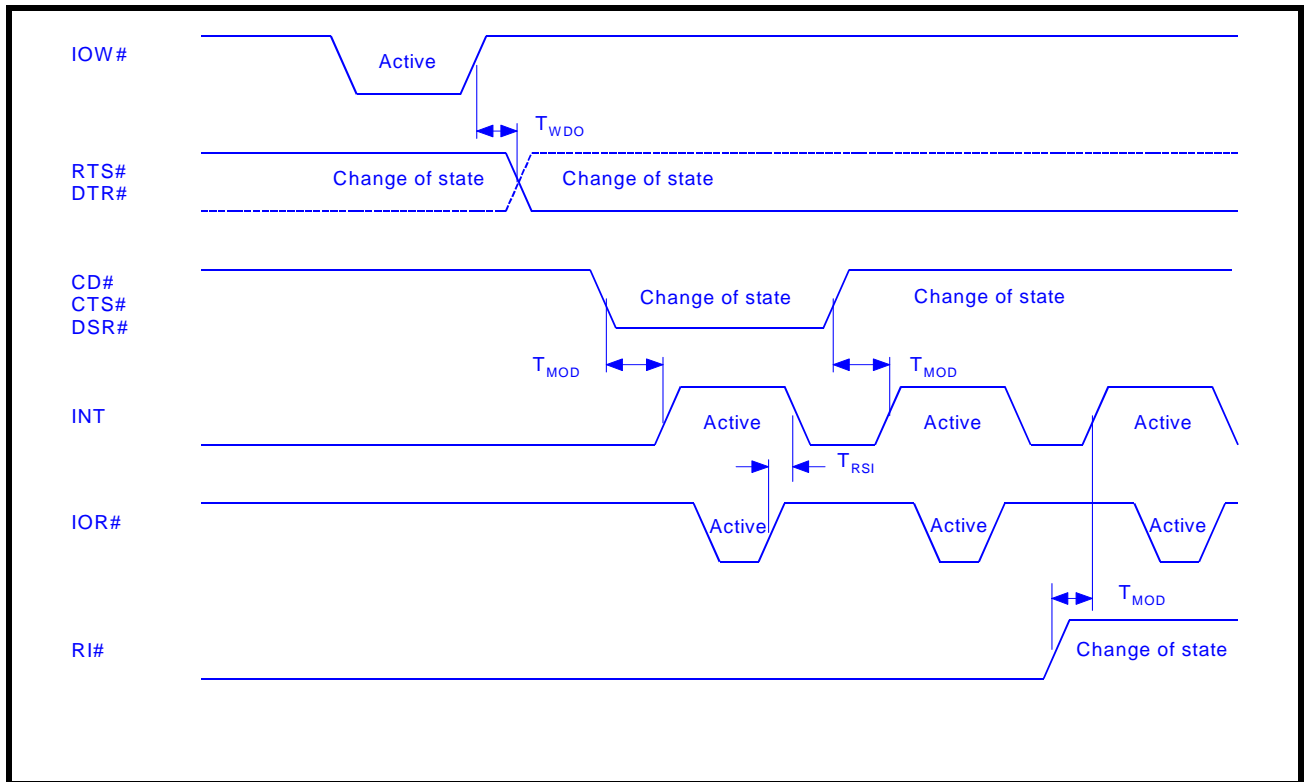 IOW#
Active
TWDO
RTS#
DTR#
Change of state
Change of state
CD#
CTS#
DSR#
Change of state
Change of state
TMOD
TMOD
INT
Active
Active
Active
TRSI
IOR#
Active
Active
Active
TMOD
RI#
Change of state